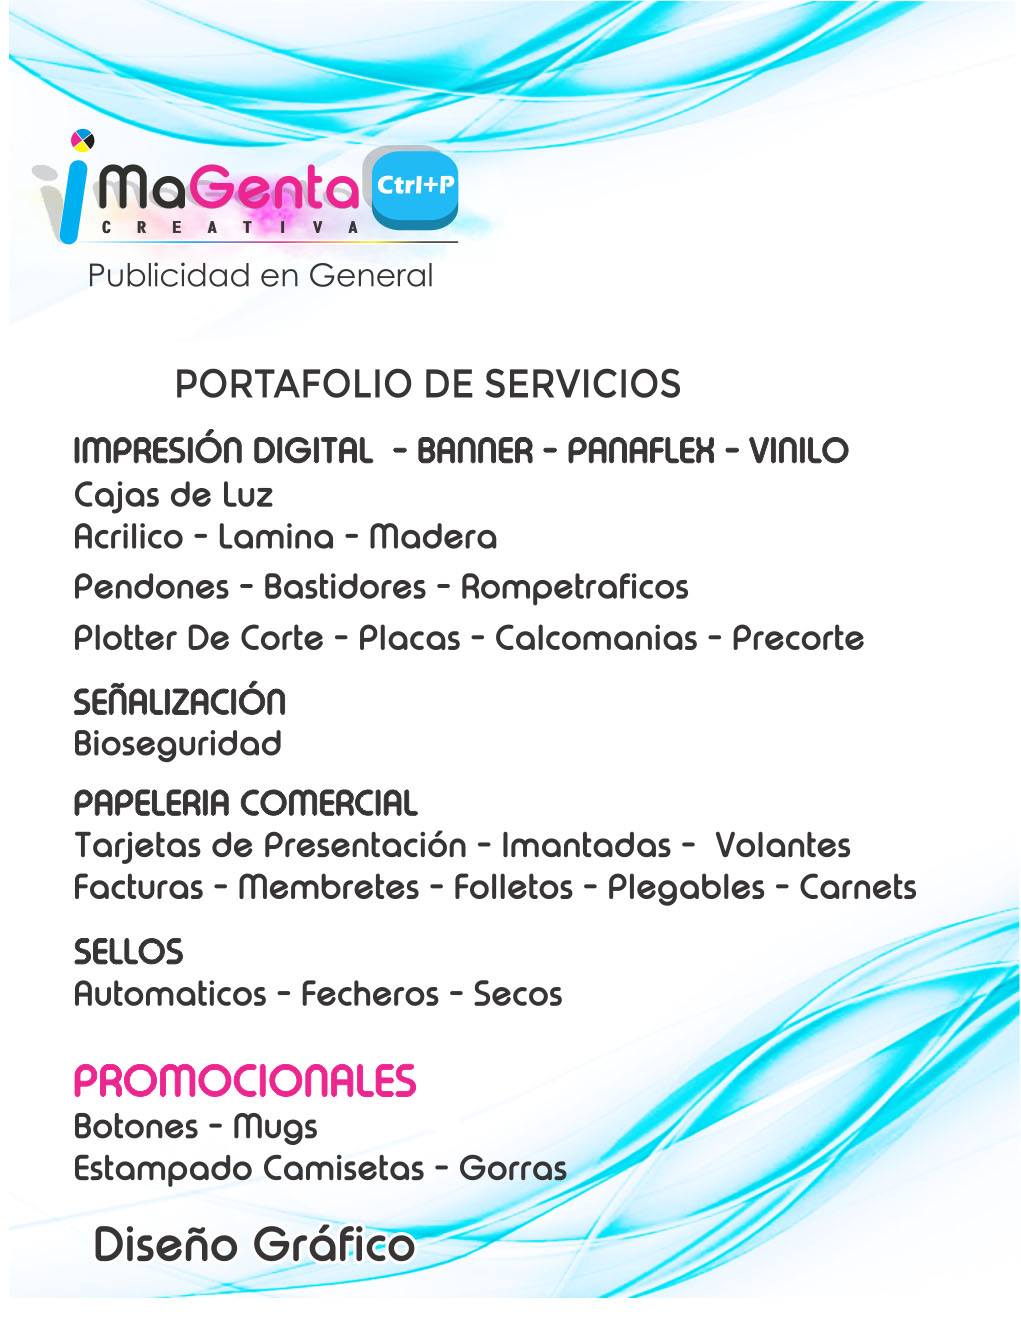 iMaGenta Ctrl+P
CREATIVA
Publicidad en General
PORTAFOLIO DE SERVICIOS
IMPRESIÓN DIGITAL - BANNER - PANAFLEX - VINILO
Cajas de Luz
Acrilico - Lamina - Madera
Pendones - Bastidores - Rompetraficos
Plotter De Corte - Placas - Calcomanias - Precorte
SEÑALIZACIÓN
Bioseguridad
PAPELERIA COMERCIAL
Tarjetas de Presentación - Imantadas - Volantes
Facturas - Membretes - Folletos - Plegables - Carnets
SELLOS
Automaticos - Fecheros - Secos
PROMOCIONALES
Botones - Mugs
Estampado Camisetas - Gorras
Diseño Gráfico